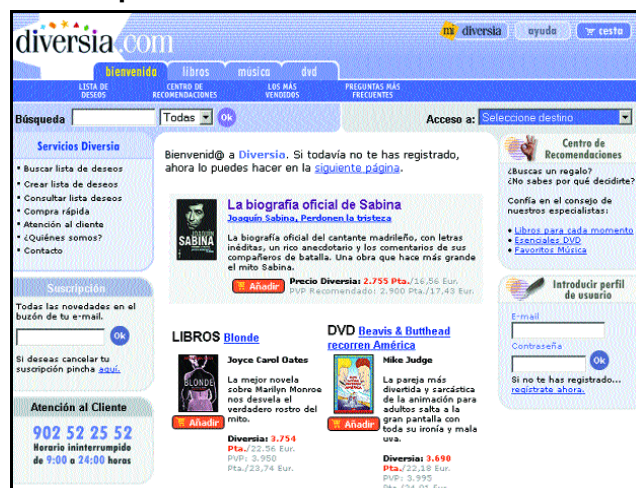 diversia.com
mi diversia ayuda cesta
bienvenido libros música dvd
LISTA DE DESEOS
CENTRO DE RECOMENDACIONES
LOS MÁS VENDIDOS
PREGUNTAS MÁS FRECUENTES
Búsqueda Todas Ok Acceso a: Seleccione destino
Servicios Diversia
• Buscar lista de deseos
• Crear lista de deseos
• Consultar lista de deseos
• Compra rápida
• Atención al cliente
• ¿Quiénes somos?
• Contacto
Suscripción
Todas las novedades en el
buzón de tu e-mail.
Ok
Si deseas cancelar tu
suscripción pincha aquí.
Atención al Cliente
902 52 25 52
Horario ininterrumpido
de 9:00 a 24:00 horas
Bienvenid@ a Diversia. Si todavía no te has registrado,
ahora lo puedes hacer en la siguiente página.
JOAQUÍN
SABINA
La biografía oficial de Sabina
Joaquín Sabina, Perdonen la tristeza
La biografía oficial del cantante madrileño, con letras
inéditas, un rico anecdotario y los comentarios de sus
compañeros de batalla. Una obra que hace más grande
el mito Sabina.
Añadir
Precio Diversia: 2.755 Pta./16,56 Eur.
PVP Recomendado: 2.900 Pta./17,43 Eur.
LIBROS Blonde
BLONDE
Añadir
Joyce Carol Oates
La mejor novela
sobre Marilyn Monroe
nos desvela el
verdadero rostro del
mito.
Diversia: 3.754
Pta./22.56 Eur.
PVP: 3.950
Pta./23,74 Eur.
DVD Beavis & Butthead
recorren América
Añadir
Mike Judge
La pareja más
divertida y sarcástica
de la animación para
adultos salta a la
gran pantalla con
toda su ironía y mala
uva.
Diversia: 3.690
Pta./22,18 Eur.
PVP: 3.995
Pta./24,01 Eur.
Centro de
Recomendaciones
¿Buscas un regalo?
¿No sabes por qué decidirte?
Confía en el consejo de
nuestros especialistas:
• Libros para cada momento
• Esenciales DVD
• Favoritos Música
Introducir perfil
de usuario
E-mail
Contraseña
Ok
Si no te has registrado...
regístrate ahora.